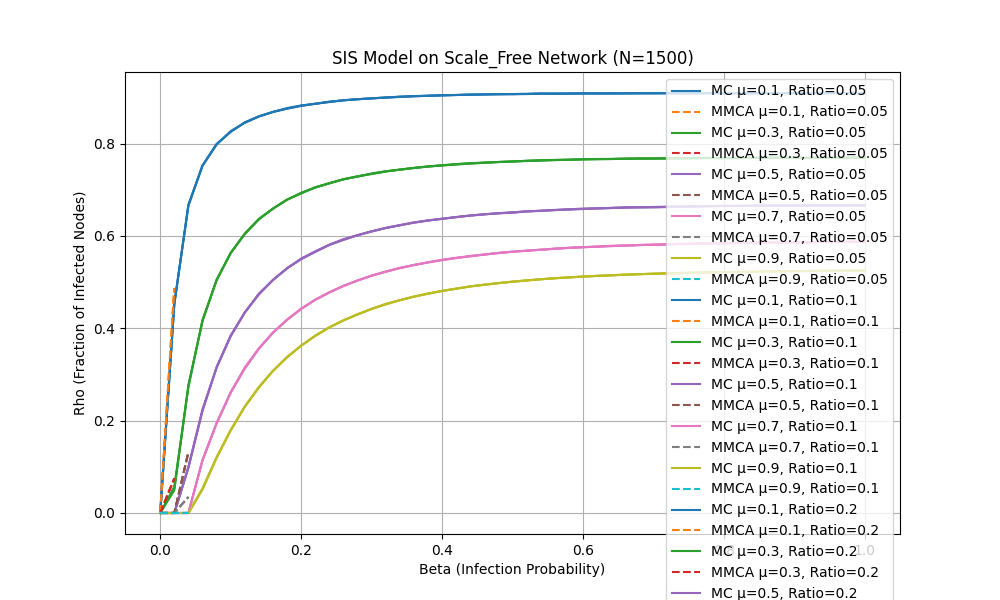 SIS Model on Scale_Free Network (N=1500)
Rho (Fraction of Infected Nodes)
0.8
0.6
0.4
0.2
0.0
0.0 0.2 0.4 0.6 1.0
Beta (Infection Probability)
MC μ=0.1, Ratio=0.05
MMCA μ=0.1, Ratio=0.05
MC μ=0.3, Ratio=0.05
MMCA μ=0.3, Ratio=0.05
MC μ=0.5, Ratio=0.05
MMCA μ=0.5, Ratio=0.05
MC μ=0.7, Ratio=0.05
MMCA μ=0.7, Ratio=0.05
MC μ=0.9, Ratio=0.05
MMCA μ=0.9, Ratio=0.05
MC μ=0.1, Ratio=0.1
MMCA μ=0.1, Ratio=0.1
MC μ=0.3, Ratio=0.1
MMCA μ=0.3, Ratio=0.1
MC μ=0.5, Ratio=0.1
MMCA μ=0.5, Ratio=0.1
MC μ=0.7, Ratio=0.1
MMCA μ=0.7, Ratio=0.1
MC μ=0.9, Ratio=0.1
MMCA μ=0.9, Ratio=0.1
MC μ=0.1, Ratio=0.2
MMCA μ=0.1, Ratio=0.2
MC μ=0.3, Ratio=0.2
MMCA μ=0.3, Ratio=0.2
MC μ=0.5, Ratio=0.2